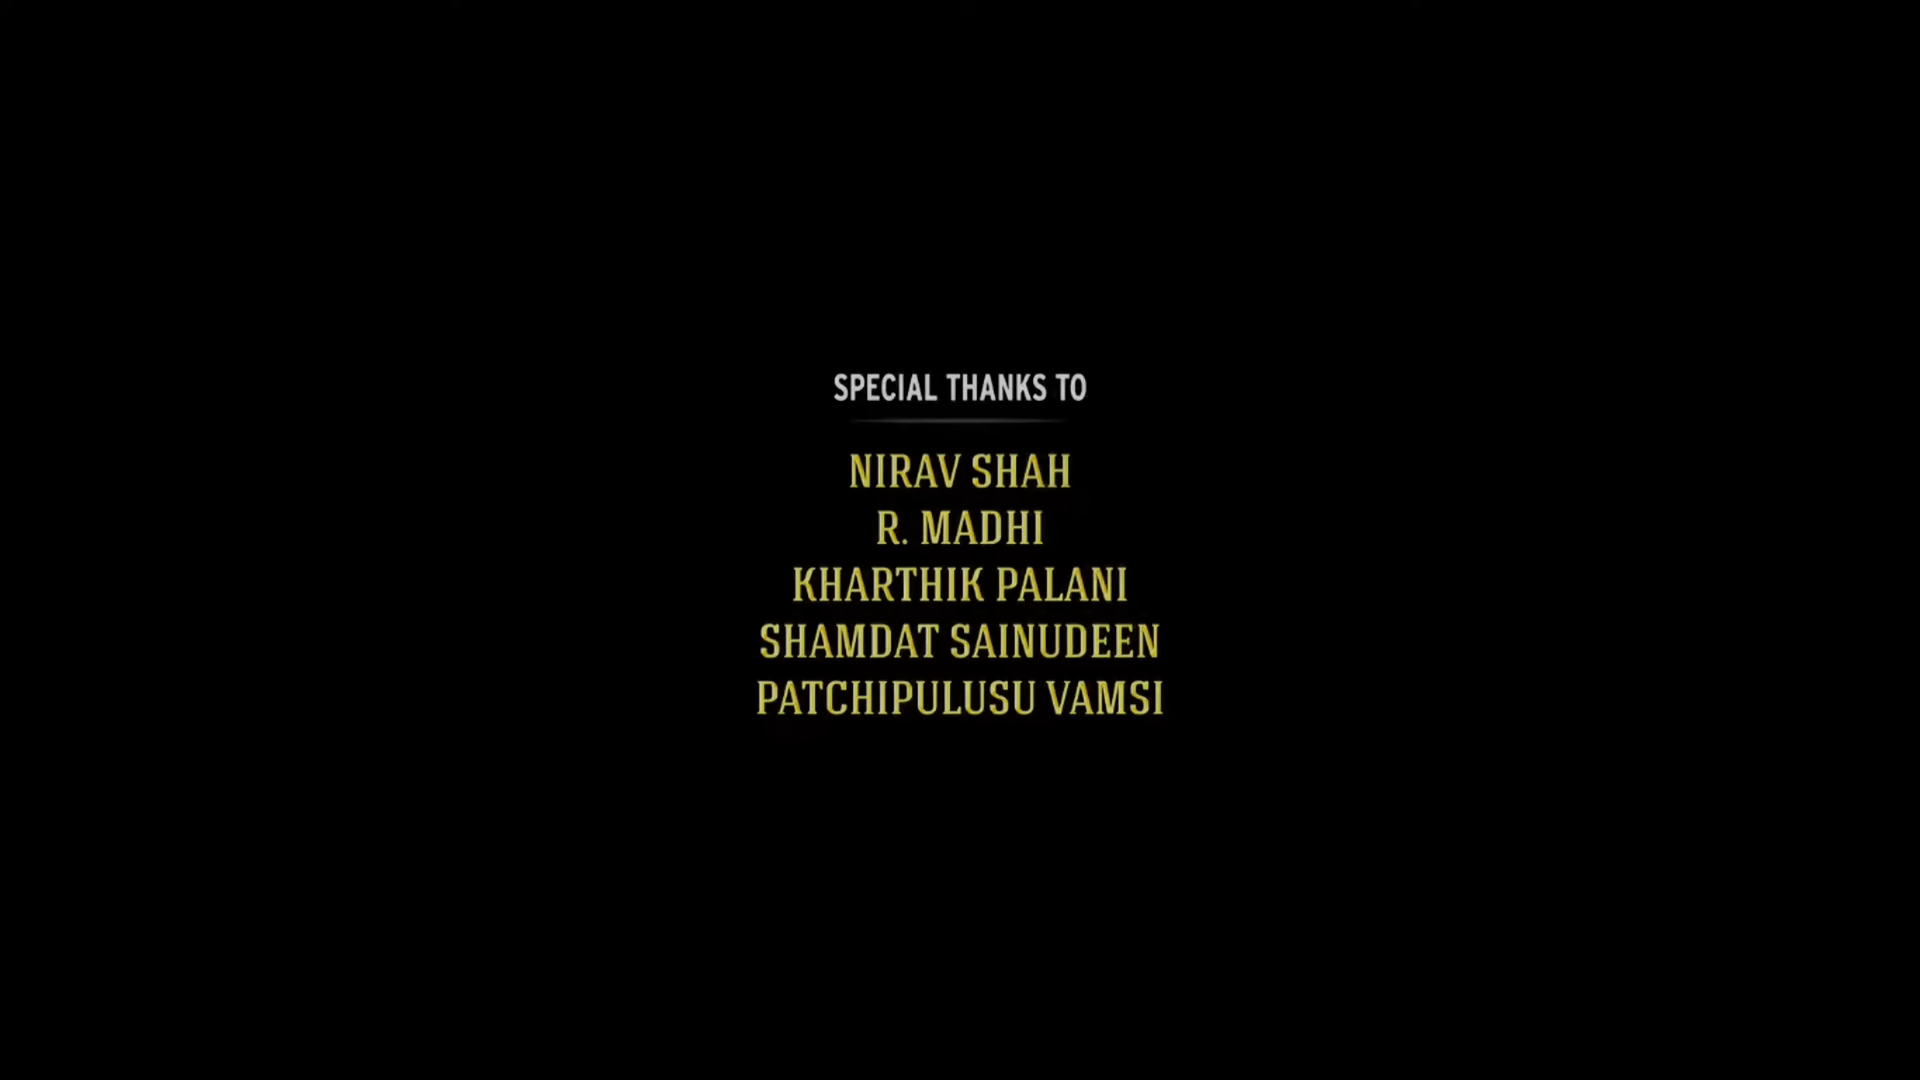 SPECIAL THANKS TO
NIRAV SHAH
R. MADHI
KHARTHIK PALANI
SHAMDAT SAINUDEEN
PATCHIPULUSU VAMSI